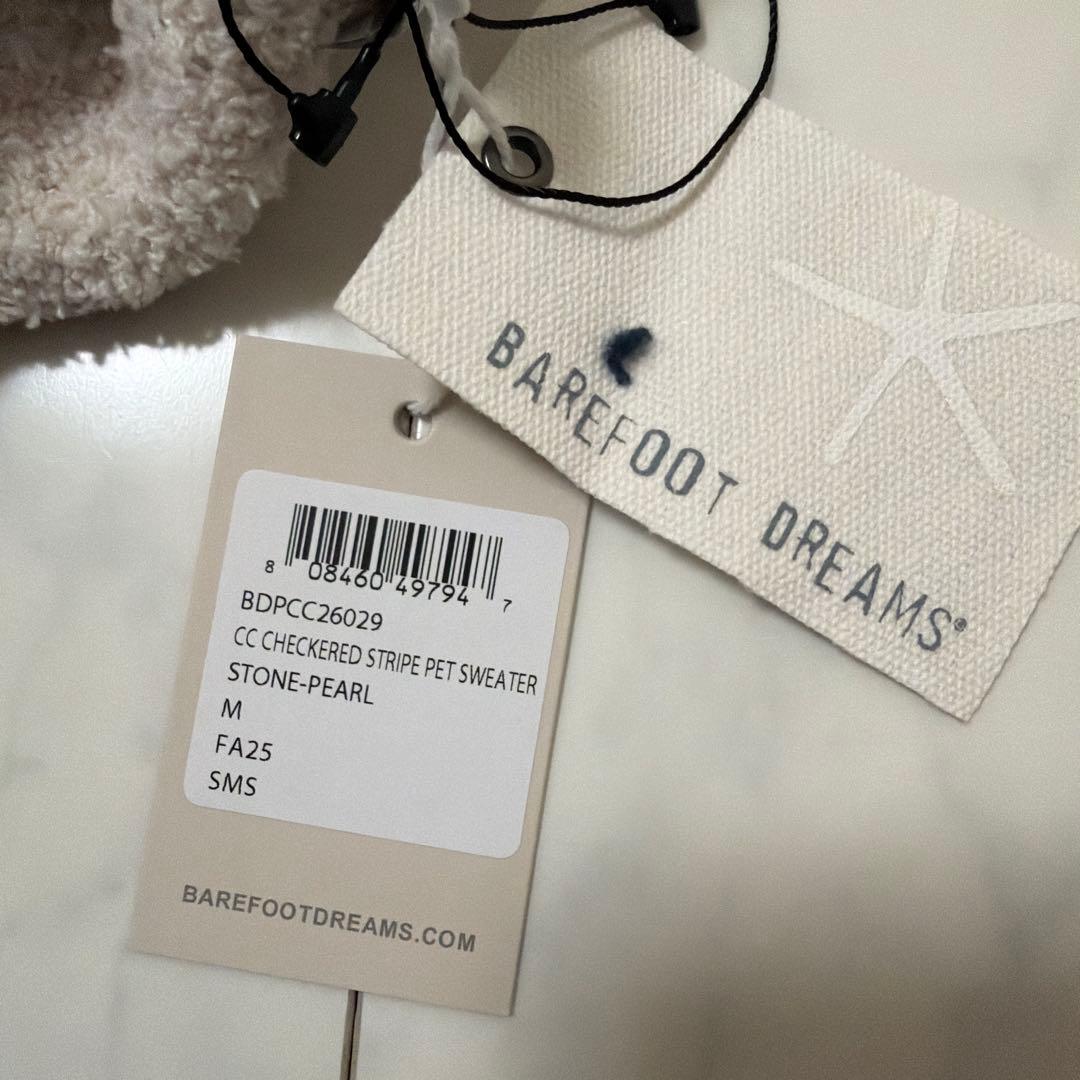 BAREFOOT DREAMS®
8 08460 49794 7
BDPCC26029
CC CHECKERED STRIPE PET SWEATER
STONE-PEARL
M
FA25
SMS
BAREFOOTDREAMS.COM